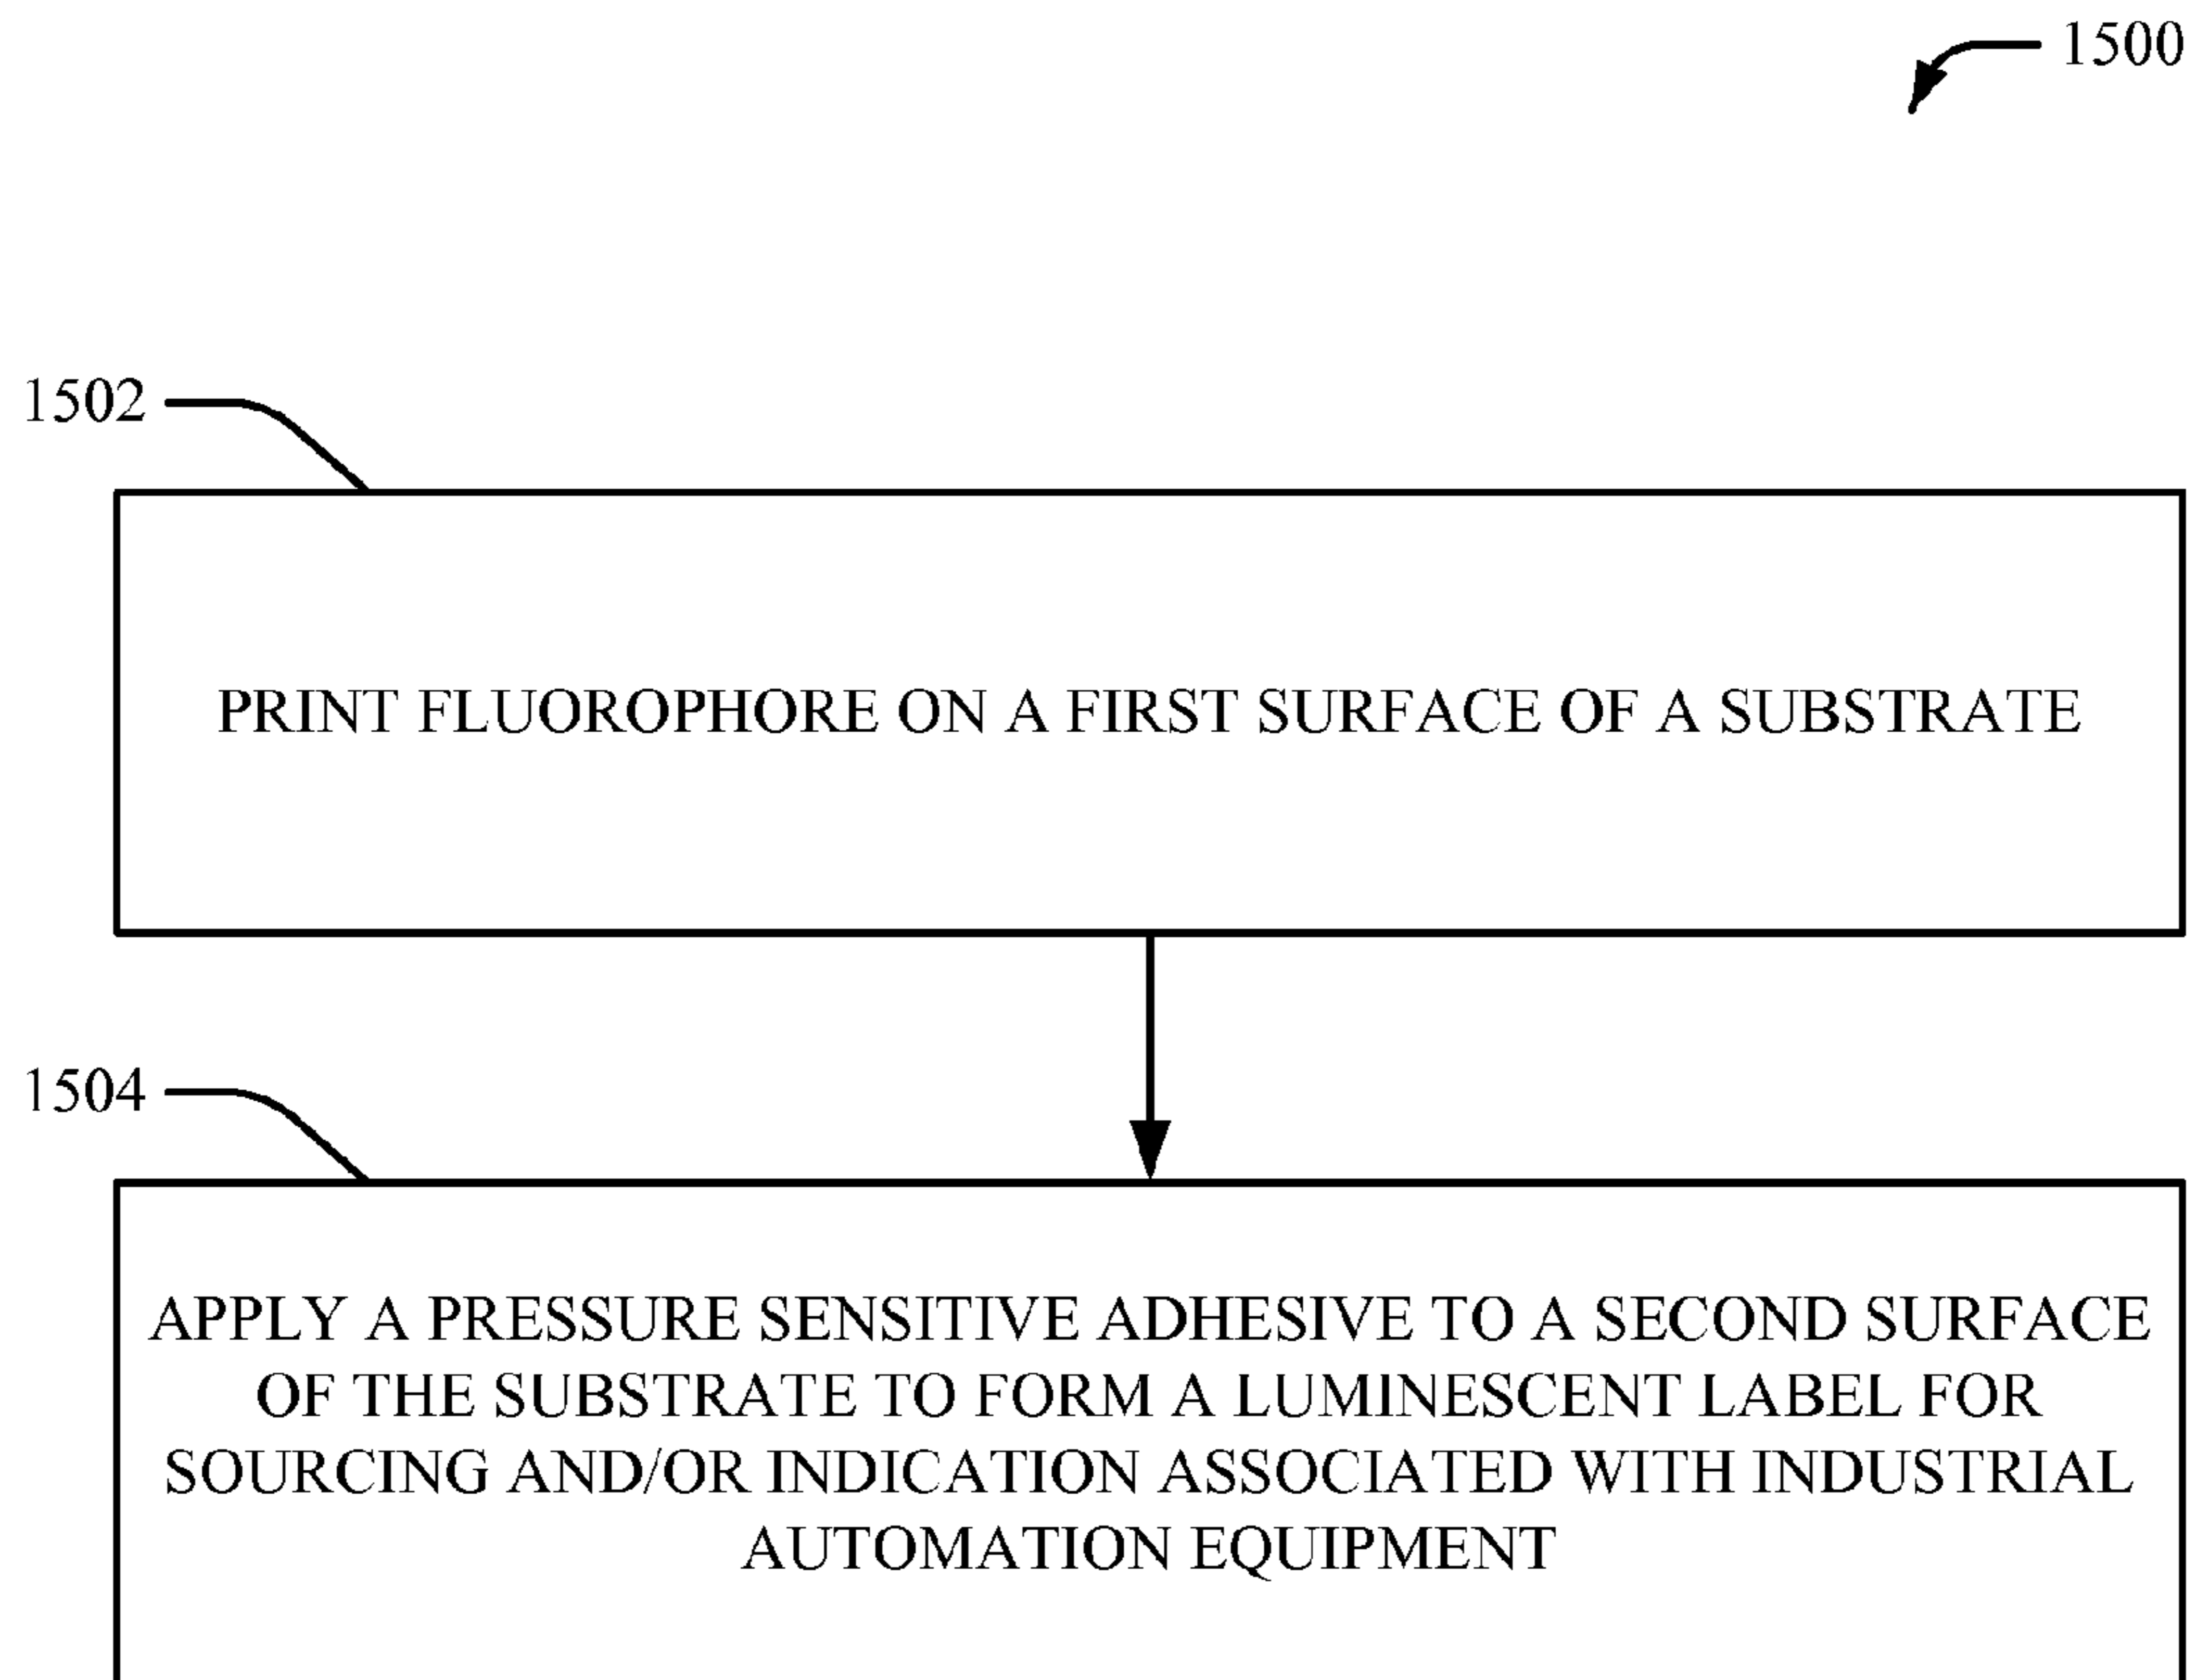 1500
1502
PRINT FLUOROPHORE ON A FIRST SURFACE OF A SUBSTRATE
1504
APPLY A PRESSURE SENSITIVE ADHESIVE TO A SECOND SURFACE
OF THE SUBSTRATE TO FORM A LUMINESCENT LABEL FOR
SOURCING AND/OR INDICATION ASSOCIATED WITH INDUSTRIAL
AUTOMATION EQUIPMENT